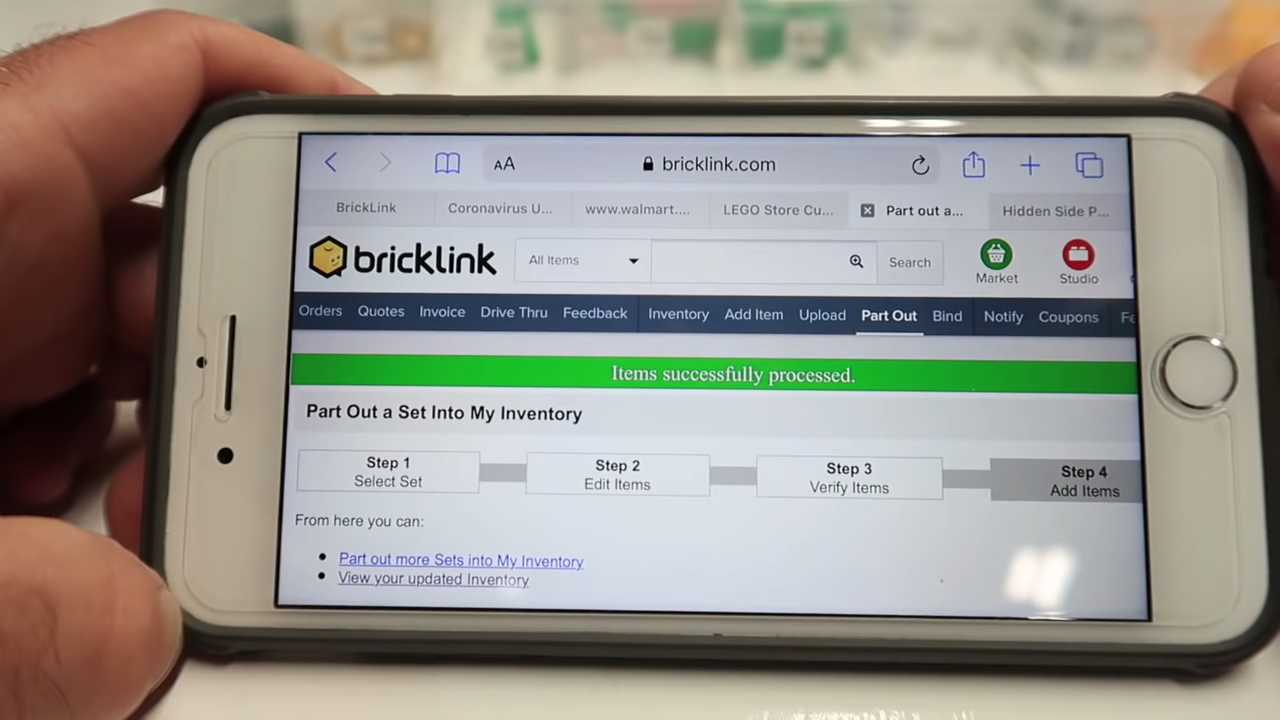 AA bricklink.com
BrickLink Coronavirus U... www.walmart.... LEGO Store Cu... Part out a... Hidden Side P...
bricklink All Items Search Market Studio
Orders Quotes Invoice Drive Thru Feedback Inventory Add Item Upload Part Out Bind Notify Coupons Fe
Items successfully processed.
Part Out a Set Into My Inventory
Step 1 Step 2 Step 3 Step 4
Select Set Edit Items Verify Items Add Items
From here you can:
Part out more Sets into My Inventory
View your updated Inventory